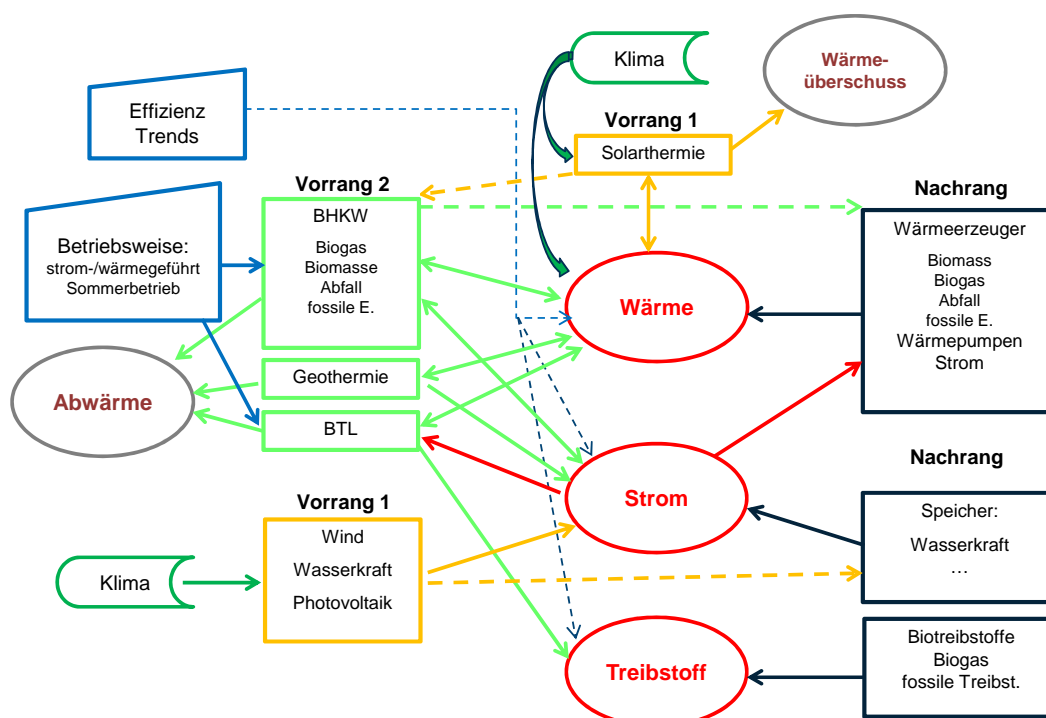 Klima
Wärme-
überschuss
Effizienz
Trends
Vorrang 1
Solarthermie
Vorrang 2
BHKW
Biogas
Biomasse
Abfall
fossile E.
Nachrang
Wärmeerzeuger
Biomass
Biogas
Abfall
fossile E.
Wärmepumpen
Strom
Betriebsweise:
strom-/wärmegeführt
Sommerbetrieb
Wärme
Geothermie
Abwärme
BTL
Nachrang
Strom
Speicher:
Wasserkraft
…
Vorrang 1
Wind
Wasserkraft
Photovoltaik
Klima
Treibstoff
Biotreibstoffe
Biogas
fossile Treibst.